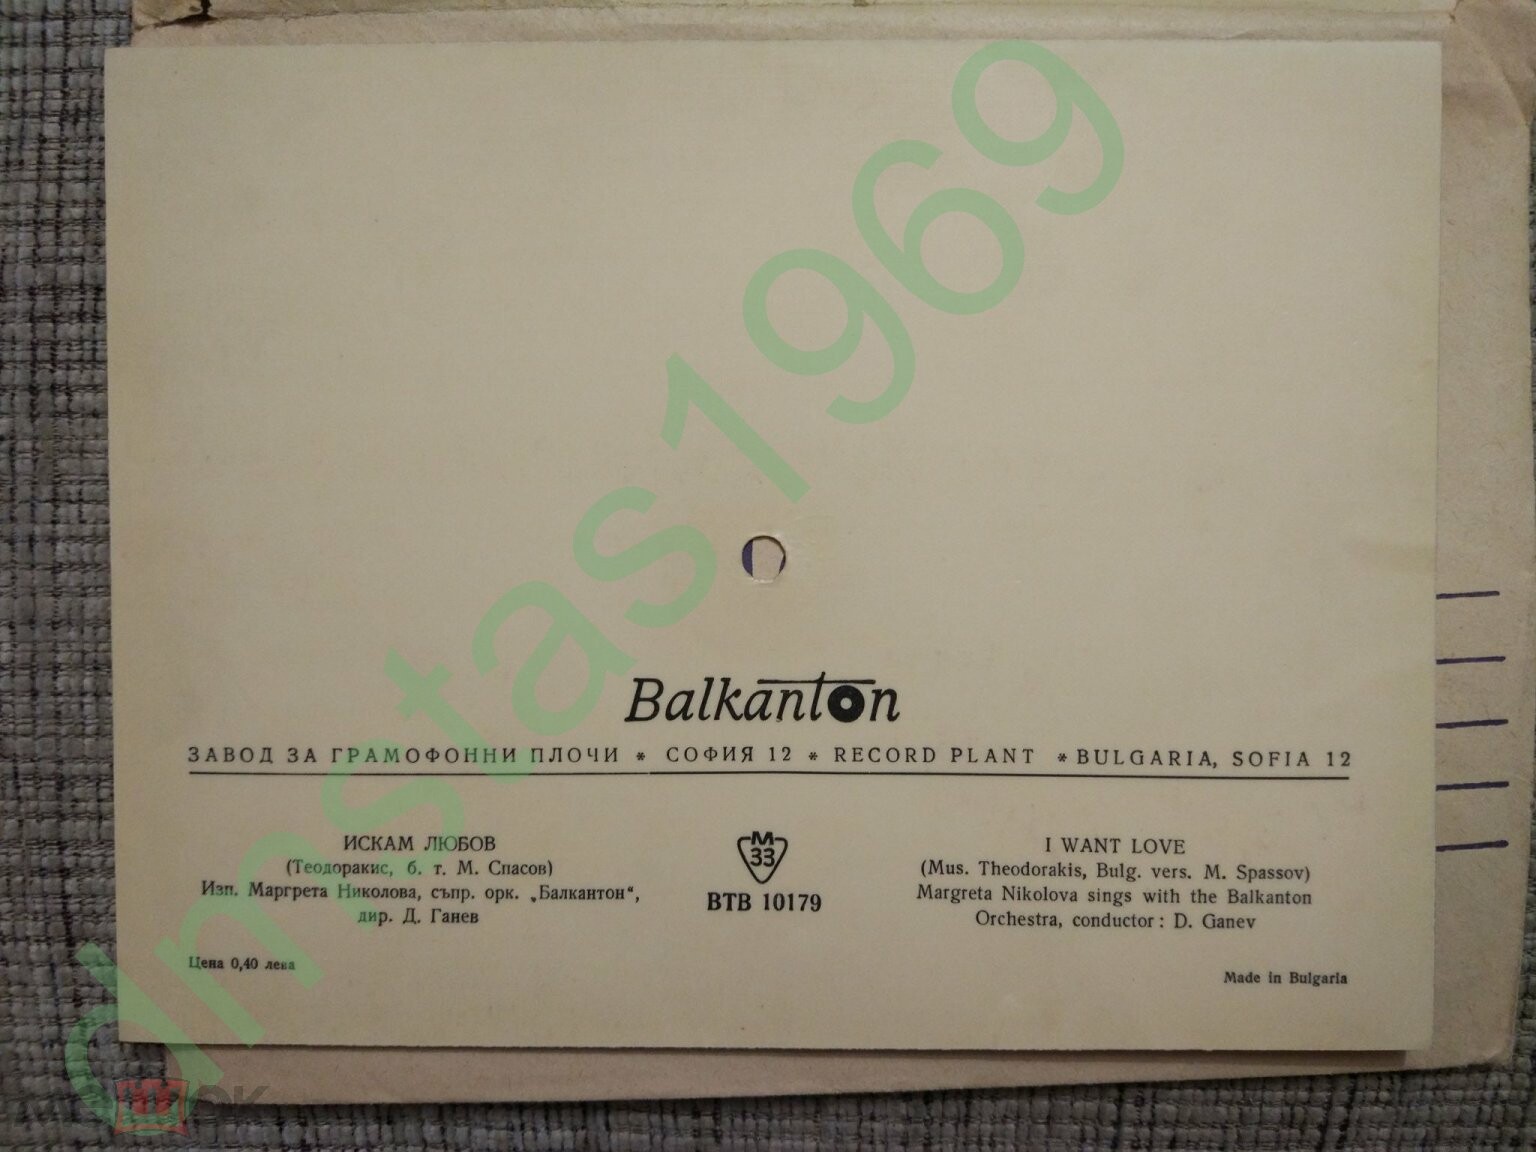 Balkanton
ЗАВОД ЗА ГРАМОФОННИ ПЛОЧИ * СОФИЯ 12 * RECORD PLANT * BULGARIA, SOFIA 12
ИСКАМ ЛЮБОВ
(Теодоракис, б. т. М. Спасов)
Изп. Маргрета Николова, съпр. орк. „Балкантон“,
дир. Д. Ганев
Цена 0,40 лева
М
33
ВТВ 10179
I WANT LOVE
(Mus. Theodorakis, Bulg. vers. M. Spassov)
Margreta Nikolova sings with the Balkanton
Orchestra, conductor: D. Ganev
Made in Bulgaria
dmstas1969